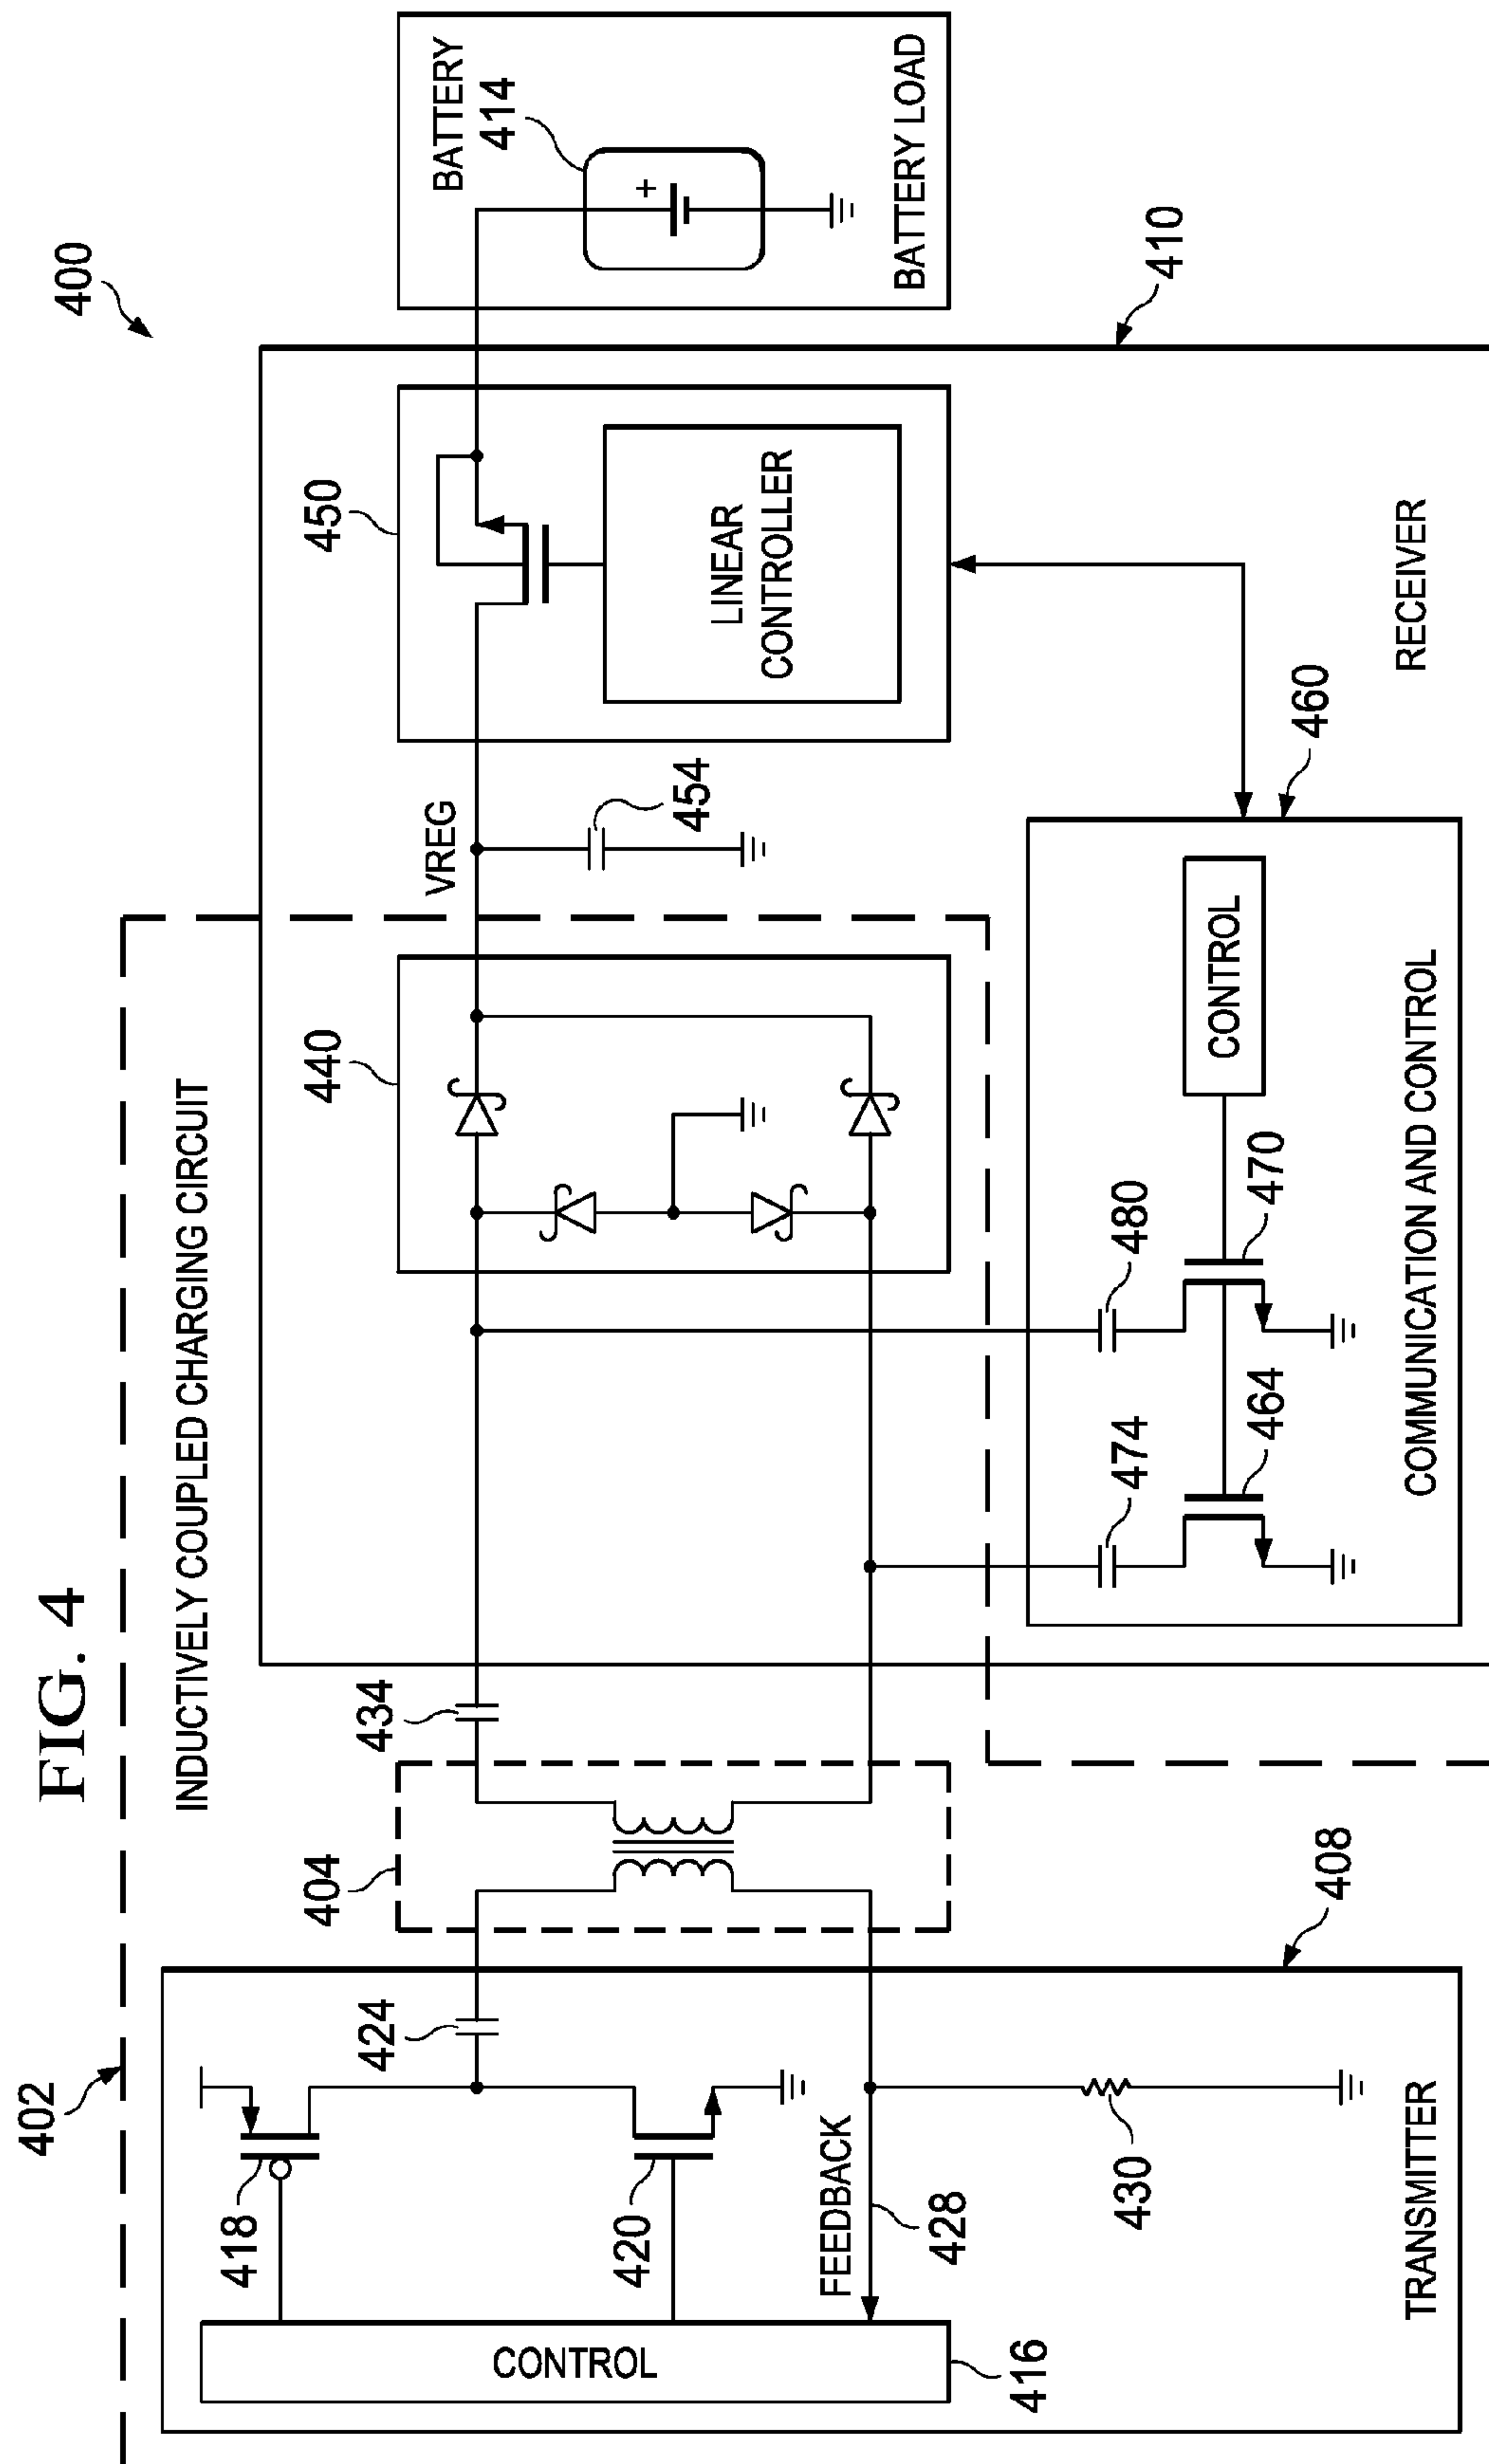 FIG. 4
400
402
INDUCTIVELY COUPLED CHARGING CIRCUIT
418
424
404
434
440
VREG
450
BATTERY
414
+
CONTROL
420
454
LINEAR
CONTROLLER
FEEDBACK
428
416
BATTERY LOAD
430
474
480
464
470
CONTROL
460
410
408
TRANSMITTER
COMMUNICATION AND CONTROL
RECEIVER